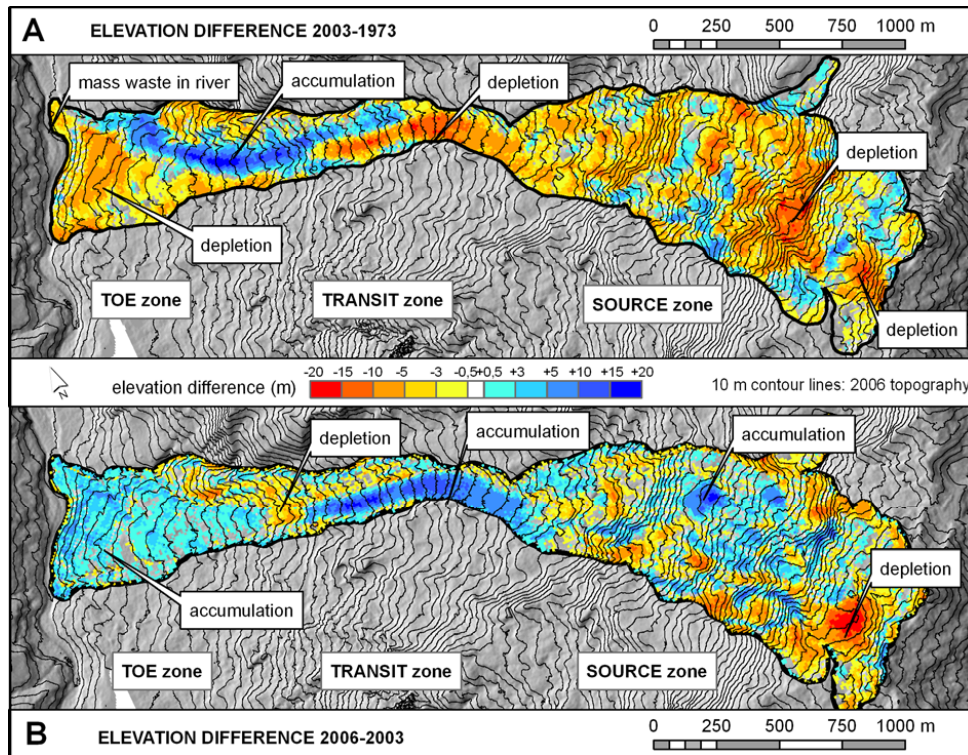 A
ELEVATION DIFFERENCE 2003-1973
0 250 500 750 1000 m
mass waste in river
accumulation
depletion
depletion
depletion
depletion
TOE zone
TRANSIT zone
SOURCE zone
N
elevation difference (m)
-20 -15 -10 -5 -3 -0,5 +0,5 +3 +5 +10 +15 +20
10 m contour lines: 2006 topography
depletion
accumulation
accumulation
depletion
accumulation
TOE zone
TRANSIT zone
SOURCE zone
B
ELEVATION DIFFERENCE 2006-2003
0 250 500 750 1000 m